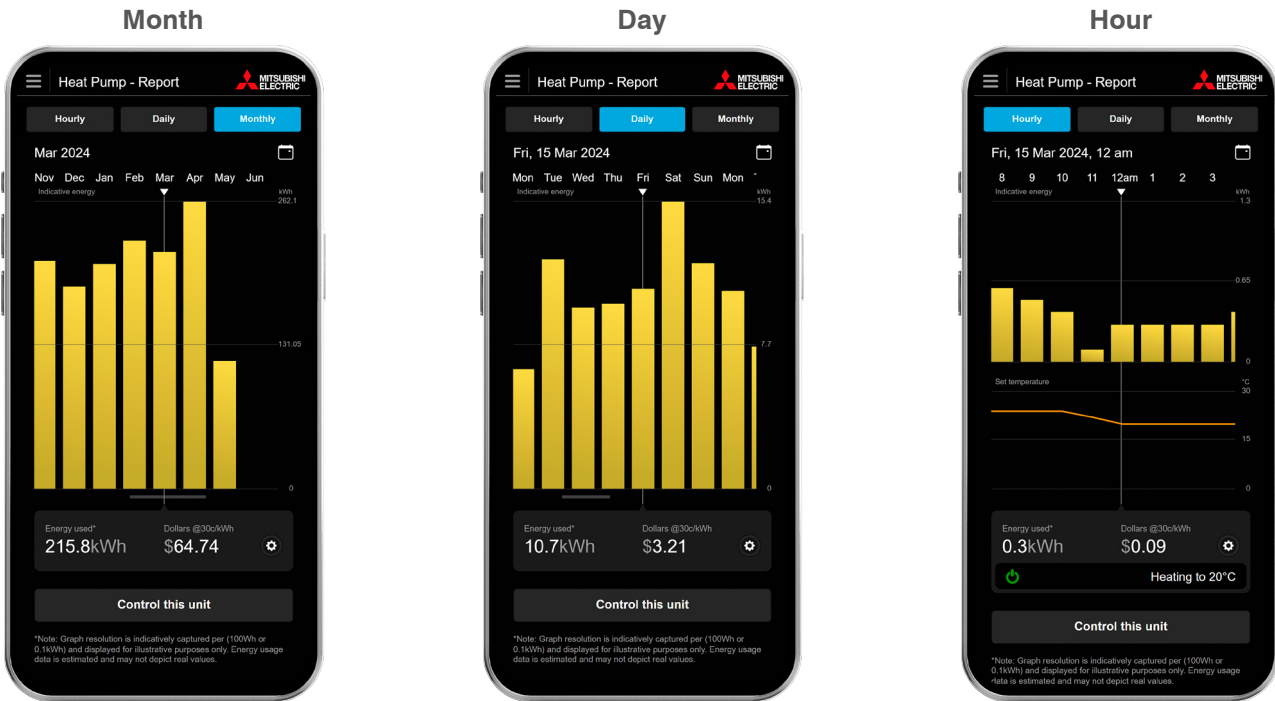 Month
Heat Pump - Report
MITSUBISHI
ELECTRIC
Hourly Daily Monthly
Mar 2024
Nov Dec Jan Feb Mar Apr May Jun
Indicative energy
kWh
262.1
131.05
0
Energy used* Dollars @30c/kWh
215.8kWh $64.74
Control this unit
*Note: Graph resolution is indicatively captured per (100Wh or
0.1kWh) and displayed for illustrative purposes only. Energy usage
data is estimated and may not depict real values.
Day
Heat Pump - Report
MITSUBISHI
ELECTRIC
Hourly Daily Monthly
Fri, 15 Mar 2024
Mon Tue Wed Thu Fri Sat Sun Mon
Indicative energy
kWh
15.4
7.7
0
Energy used* Dollars @30c/kWh
10.7kWh $3.21
Control this unit
*Note: Graph resolution is indicatively captured per (100Wh or
0.1kWh) and displayed for illustrative purposes only. Energy usage
data is estimated and may not depict real values.
Hour
Heat Pump - Report
MITSUBISHI
ELECTRIC
Hourly Daily Monthly
Fri, 15 Mar 2024, 12 am
8 9 10 11 12am 1 2 3
Indicative energy
kWh
1.3
0.65
0
Set temperature
°C
30
15
0
Energy used* Dollars @30c/kWh
0.3kWh $0.09
Heating to 20°C
Control this unit
*Note: Graph resolution is indicatively captured per (100Wh or
0.1kWh) and displayed for illustrative purposes only. Energy usage
data is estimated and may not depict real values.